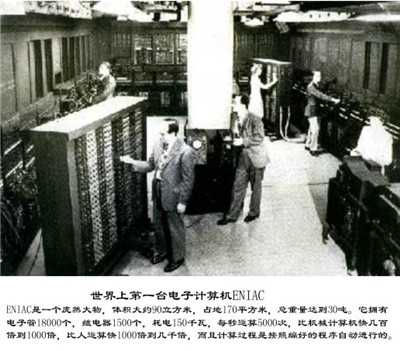 世界上第一台电子计算机ENIAC
ENIAC是一个庞然大物，体积大约90立方米，占地170平方米，总重量达到30吨。它拥有
电子管18000个，继电器1500个，耗电150千瓦，每秒运算5000次，比机械计算机快几百
倍到1000倍，比人运算快1000倍到几千倍，而且计算过程是按照编好的程序自动进行的。